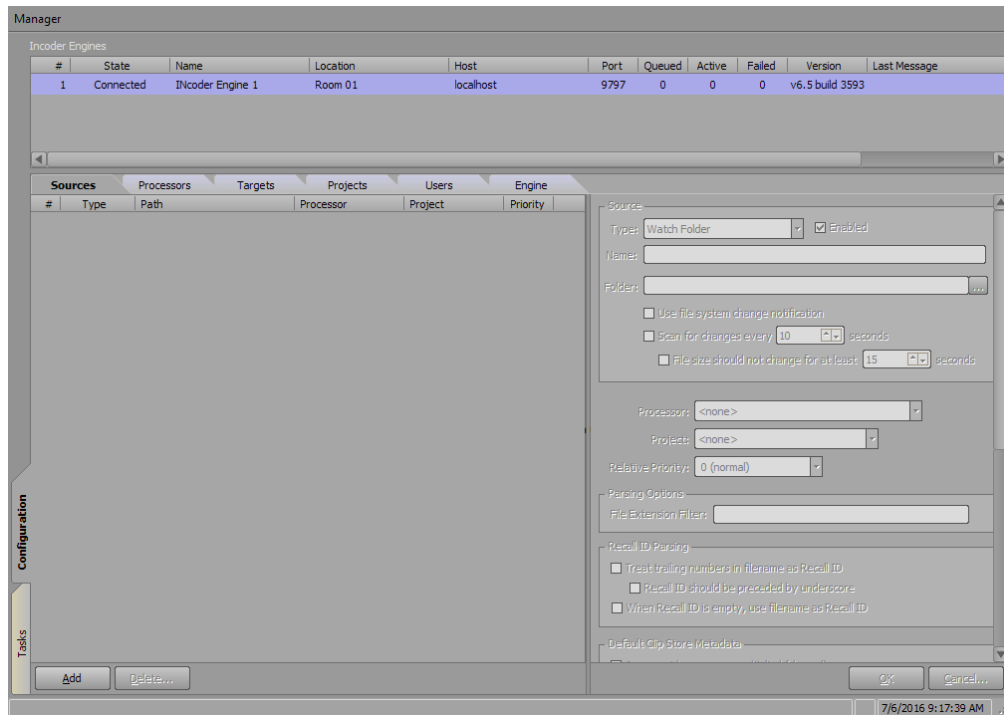 Manager
Incoder Engines
# State Name Location Host Port Queued Active Failed Version Last Message
1 Connected INcoder Engine 1 Room 01 localhost 9797 0 0 0 v6.5 build 3593
Sources Processors Targets Projects Users Engine
# Type Path Processor Project Priority
Source
Type: Watch Folder Enabled
Name:
Folder: ...
Use file system change notification
Scan for changes every 10 seconds
File size should not change for at least 15 seconds
Processor: <none>
Project: <none>
Relative Priority: 0 (normal)
Parsing Options
File Extension Filter:
Recall ID Parsing
Treat trailing numbers in filename as Recall ID
Recall ID should be preceded by underscore
When Recall ID is empty, use filename as Recall ID
Default Clip Store Metadata
Configuration
Tasks
Add Delete... OK Cancel...
7/6/2016 9:17:39 AM